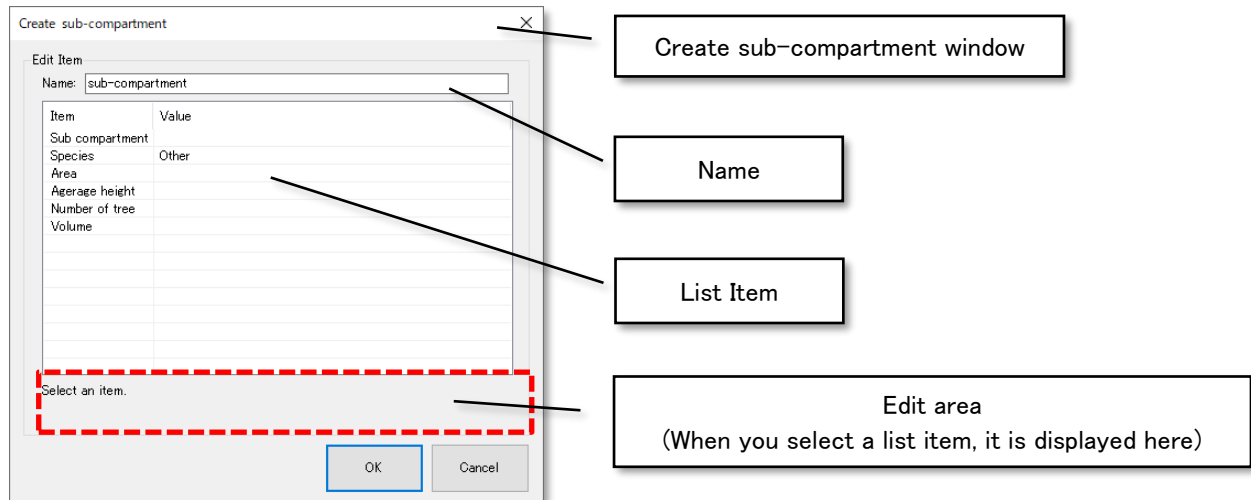 Create sub-compartment
Create sub-compartment window
Edit Item
Name: sub-compartment
Item Value
Sub compartment
Species Other
Area
Agerage height
Number of tree
Volume
Name
List Item
Select an item.
Edit area
(When you select a list item, it is displayed here)
OK Cancel